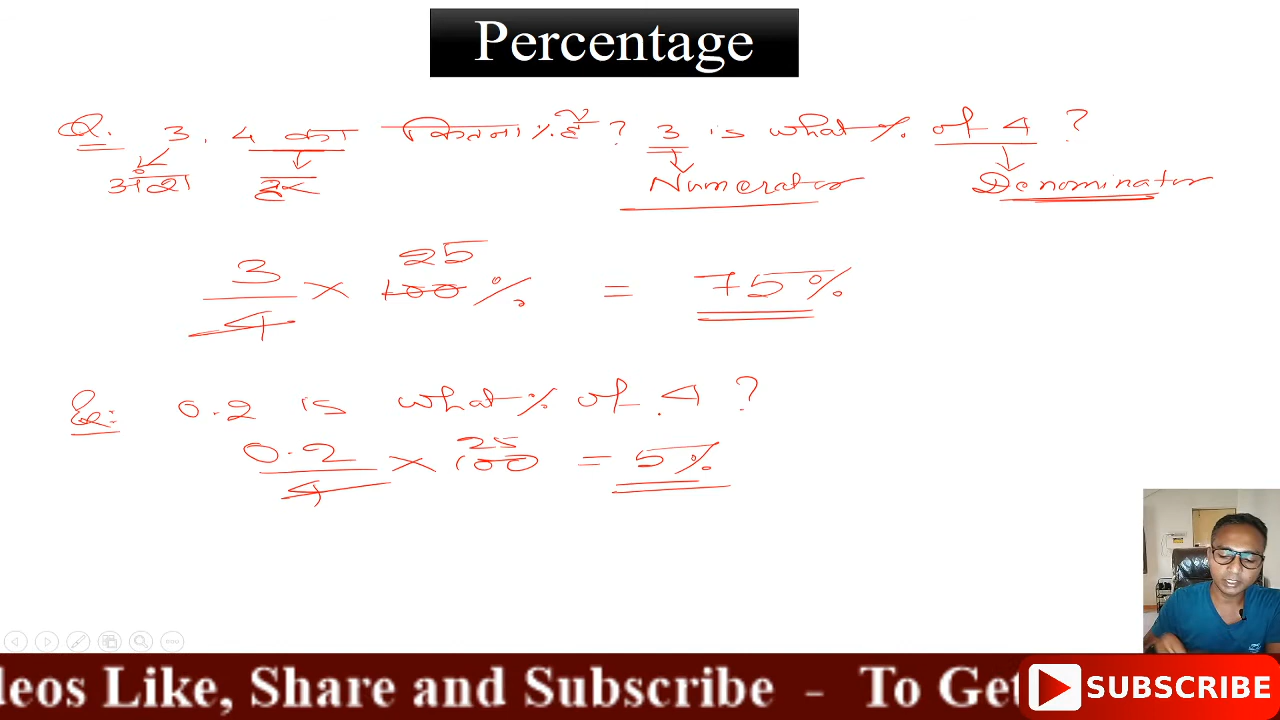 Percentage
Q. 3, 4 का कितना % है ? 3 is what % of 4 ?
अंश हर Numerator Denominator
25
3/4 × 100 % = 75 %
Q: 0.2 is what % of 4 ?
25
0.2/4 × 100 = 5 %
deos Like, Share and Subscribe - To Get
SUBSCRIBE